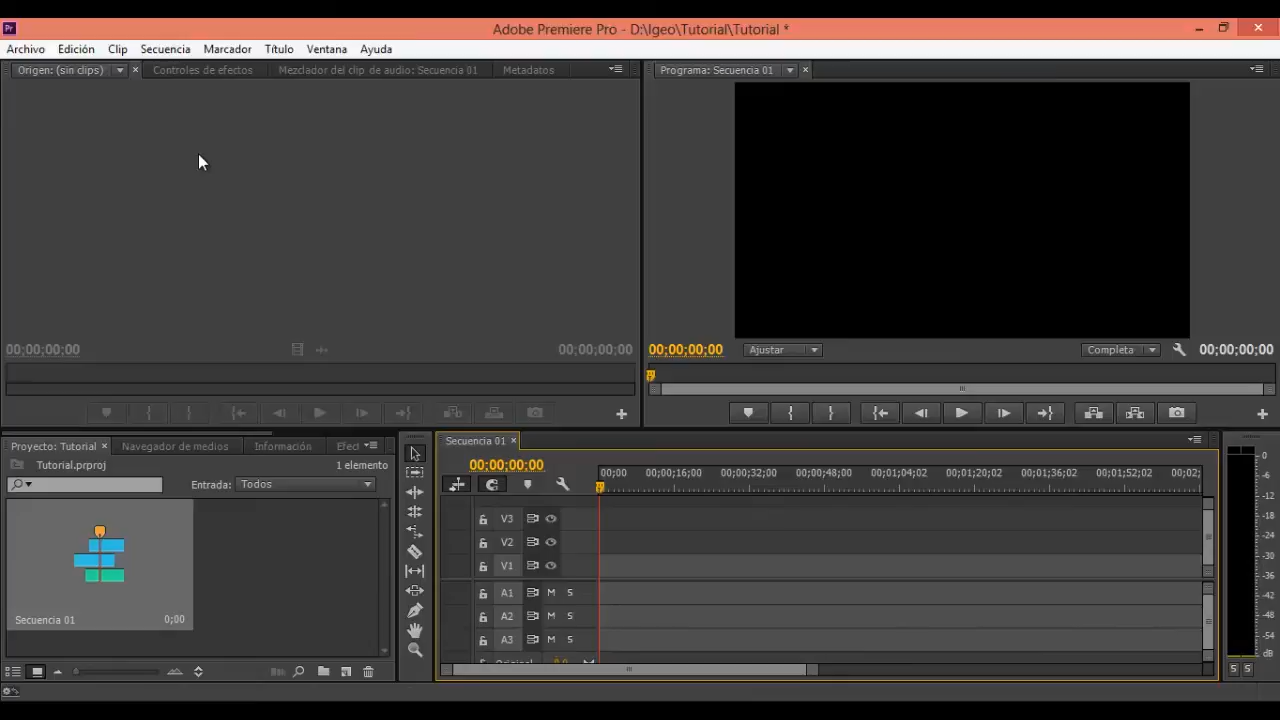 Pr
Adobe Premiere Pro - D:\Igeo\Tutorial\Tutorial *
Archivo Edición Clip Secuencia Marcador Título Ventana Ayuda
Origen: (sin clips) Controles de efectos Mezclador del clip de audio: Secuencia 01 Metadatos
Programa: Secuencia 01
00;00;00;00 00;00;00;00
00;00;00;00 Ajustar Completa 00;00;00;00
Proyecto: Tutorial Navegador de medios Información Efect
Tutorial.prproj 1 elemento
Entrada: Todos
Secuencia 01 0;00
Secuencia 01
00;00;00;00
00;00 00;00;16;00 00;00;32;00 00;00;48;00 00;01;04;02 00;01;20;02 00;01;36;02 00;01;52;02 00;02;
V3
V2
V1
A1 M S
A2 M S
A3 M S
Original 0,0
0
-6
-12
-18
-24
-30
-36
-42
-48
-54
dB
S S